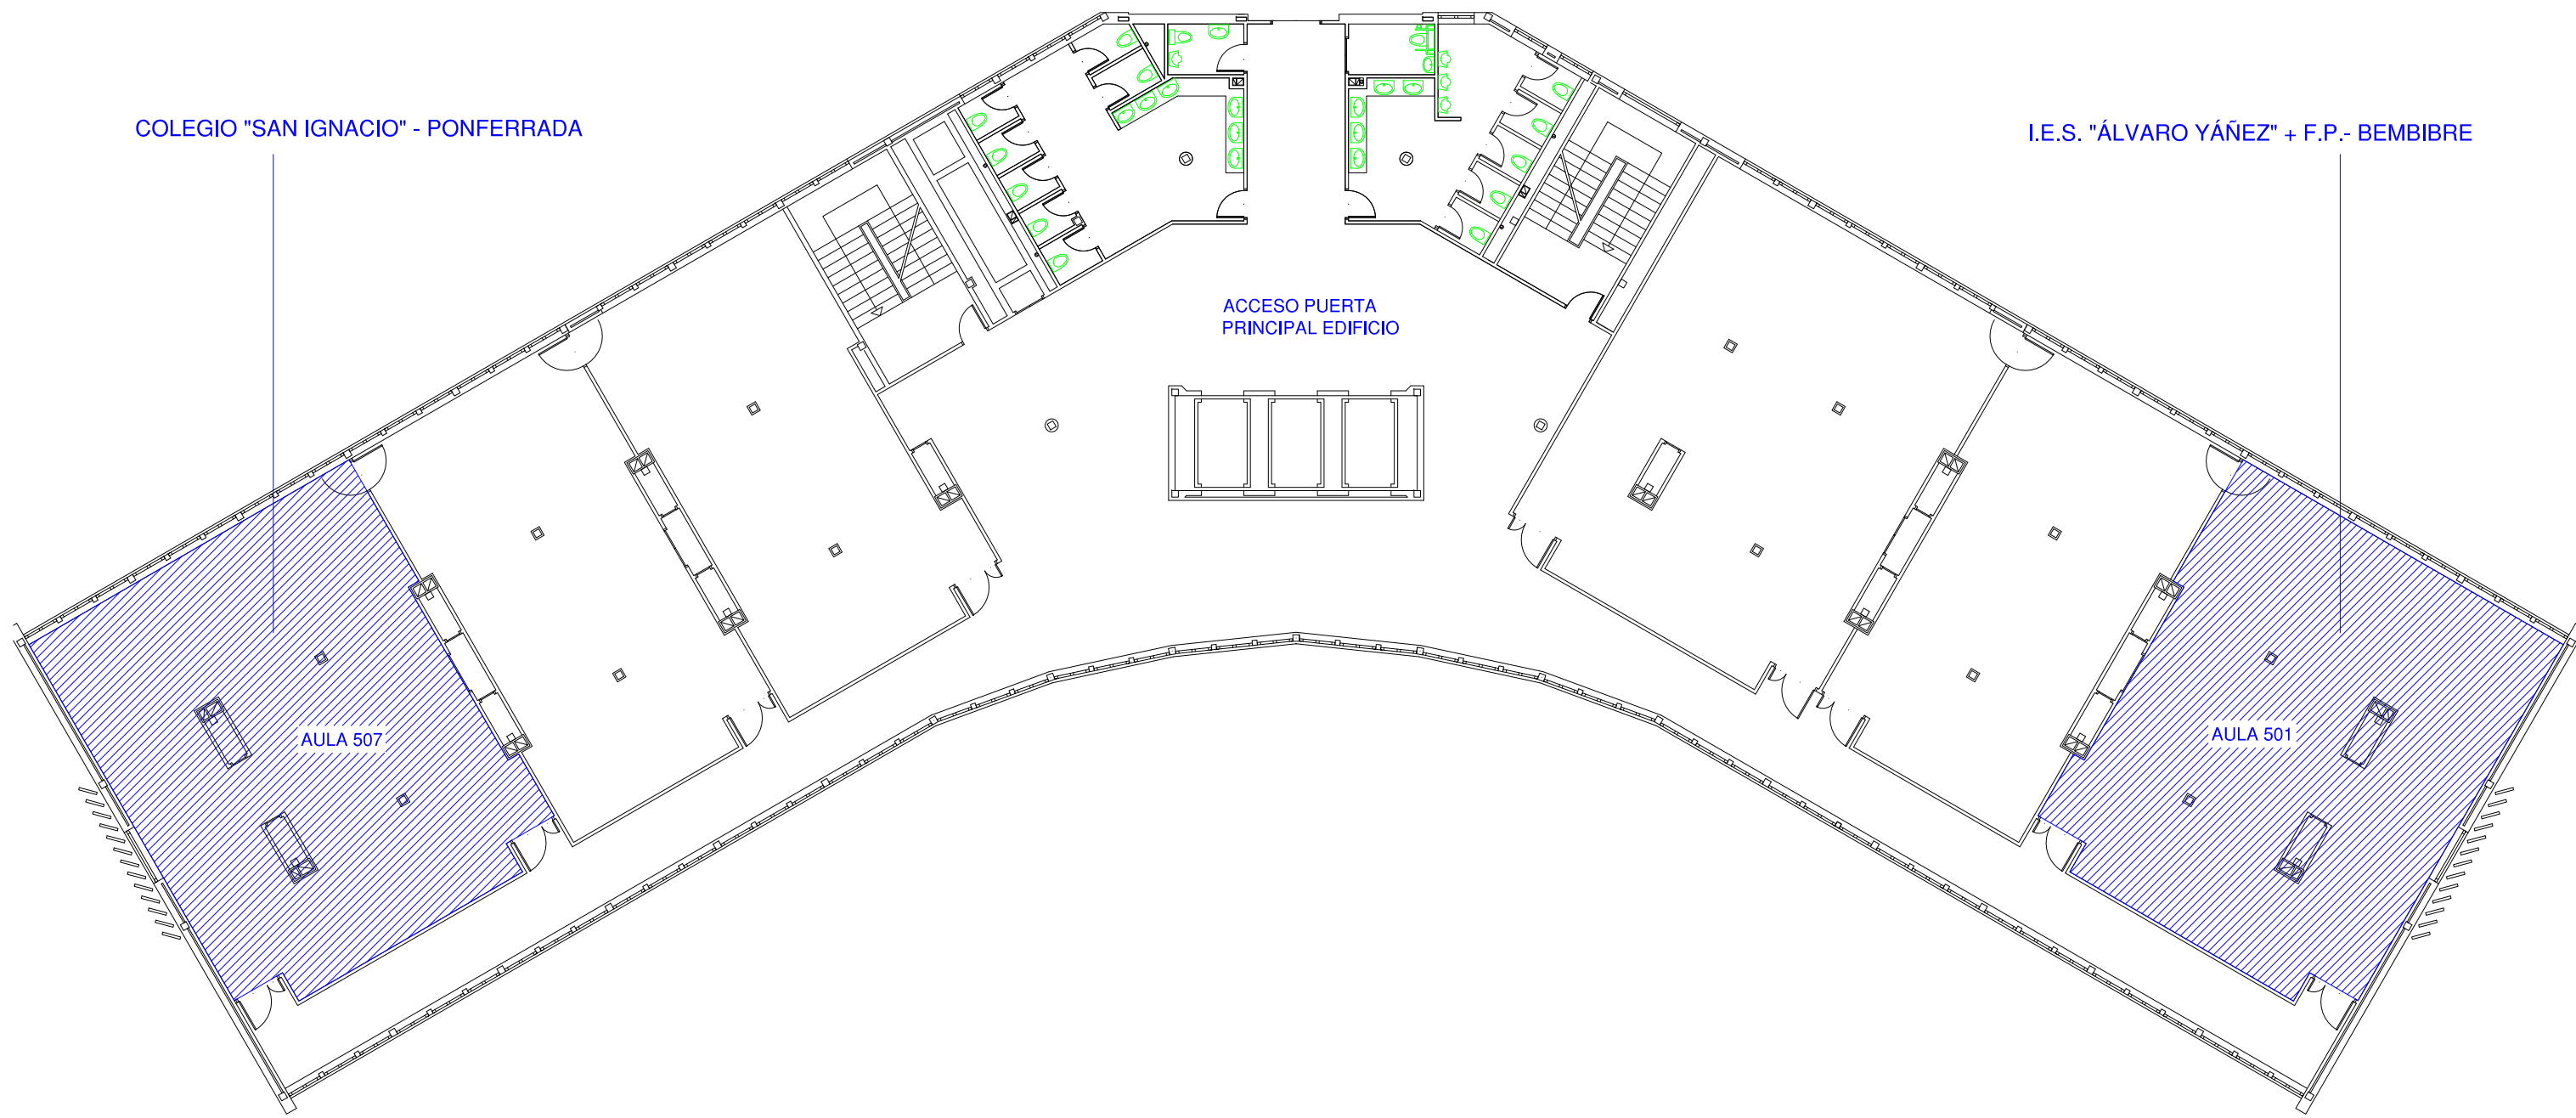 COLEGIO "SAN IGNACIO" - PONFERRADA
I.E.S. "ÁLVARO YÁÑEZ" + F.P.- BEMBIBRE
ACCESO PUERTA
PRINCIPAL EDIFICIO
AULA 507
AULA 501